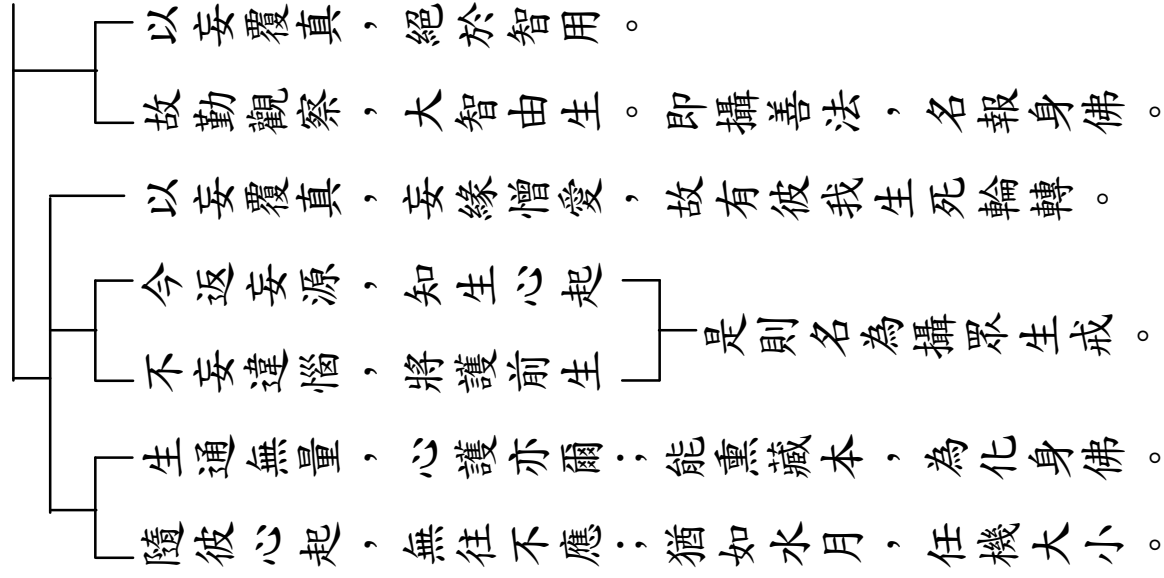 以妄覆真，絕於智用。
故勤觀察，大智由生。即攝善法，名報身佛。
以妄覆真，妄緣憎愛，故有彼我生死輪轉。
今返妄源，知生心起
不妄違惱，將護前生
是則名為攝眾生戒。
生通無量，心護亦爾；能熏藏本，為化身佛。
隨彼心起，無往不應；猶如水月，任機大小。